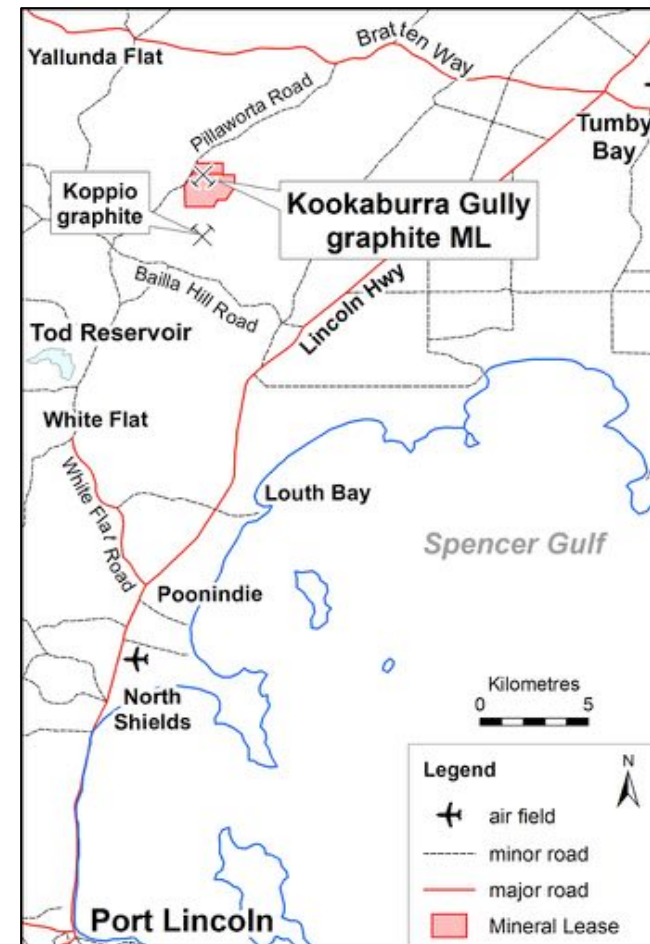 Bratten Way
Yallunda Flat
Pillaworta Road
Tumby
Bay
Koppio
graphite
Kookaburra Gully
graphite ML
Bailla Hill Road
Lincoln Hwy
Tod Reservoir
White Flat
White Flat Road
Louth Bay
Spencer Gulf
Poonindie
North
Shields
Kilometres
0 5
Legend
N
air field
minor road
major road
Mineral Lease
Port Lincoln